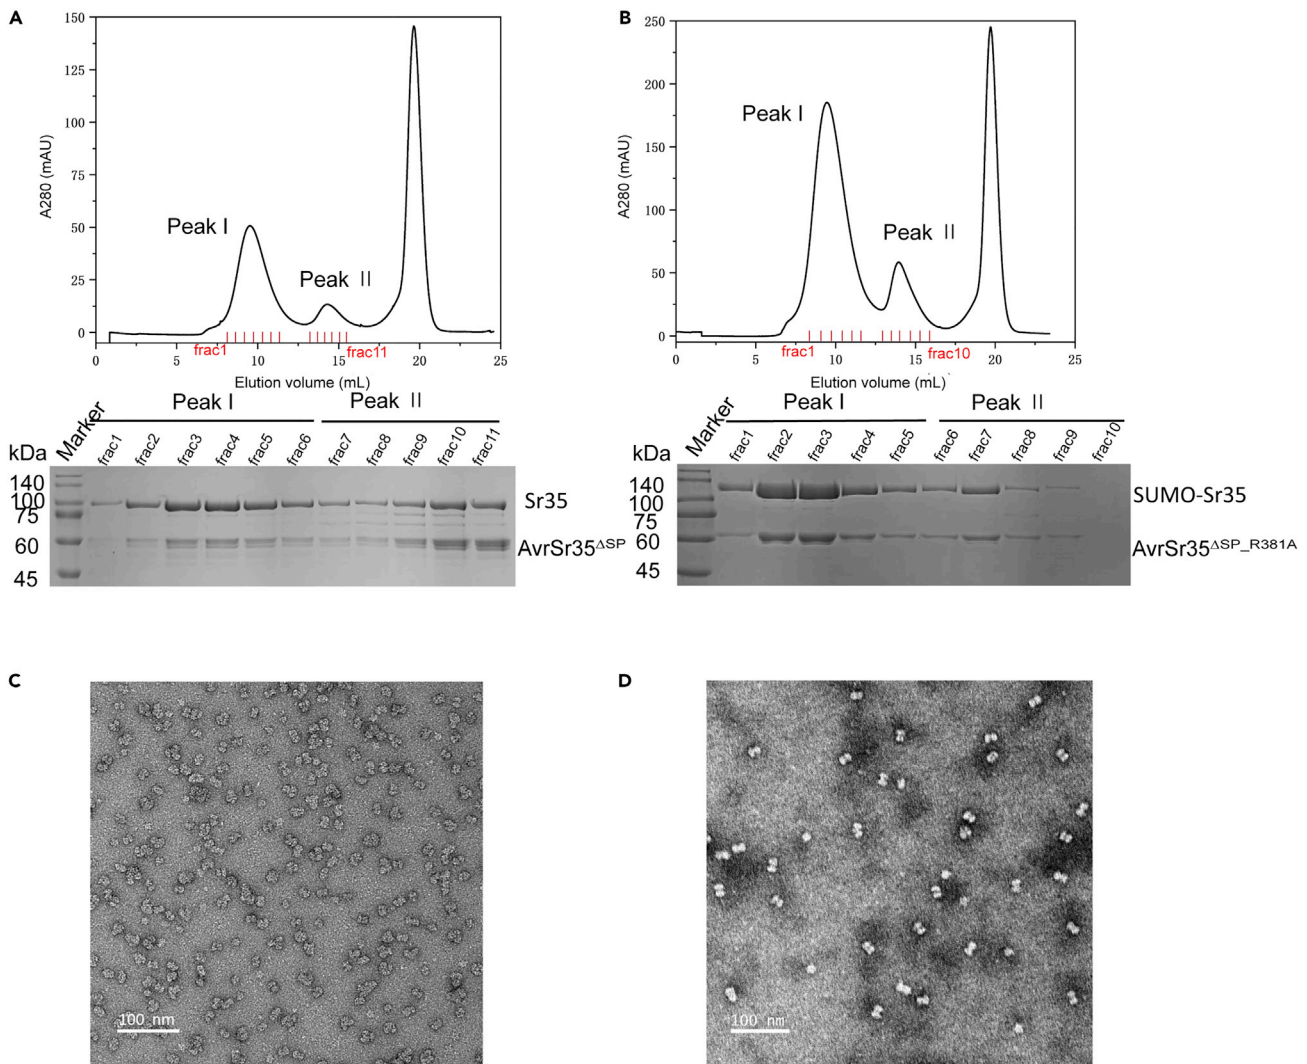 A
150
125
100
75
50
25
0
A280 (mAU)
Peak I
Peak Ⅱ
frac1
frac11
0 5 10 15 20 25
Elution volume (mL)
Peak I Peak Ⅱ
kDa
Marker
frac1 frac2 frac3 frac4 frac5 frac6 frac7 frac8 frac9 frac10 frac11
140
100
75
60
45
Sr35
AvrSr35ΔSP
B
250
200
150
100
50
0
A280 (mAU)
Peak I
Peak Ⅱ
frac1
frac10
0 5 10 15 20 25
Elution volume (mL)
Peak I Peak Ⅱ
kDa
Marker
frac1 frac2 frac3 frac4 frac5 frac6 frac7 frac8 frac9 frac10
140
100
75
60
45
SUMO-Sr35
AvrSr35ΔSP_R381A
C
100 nm
D
100 nm